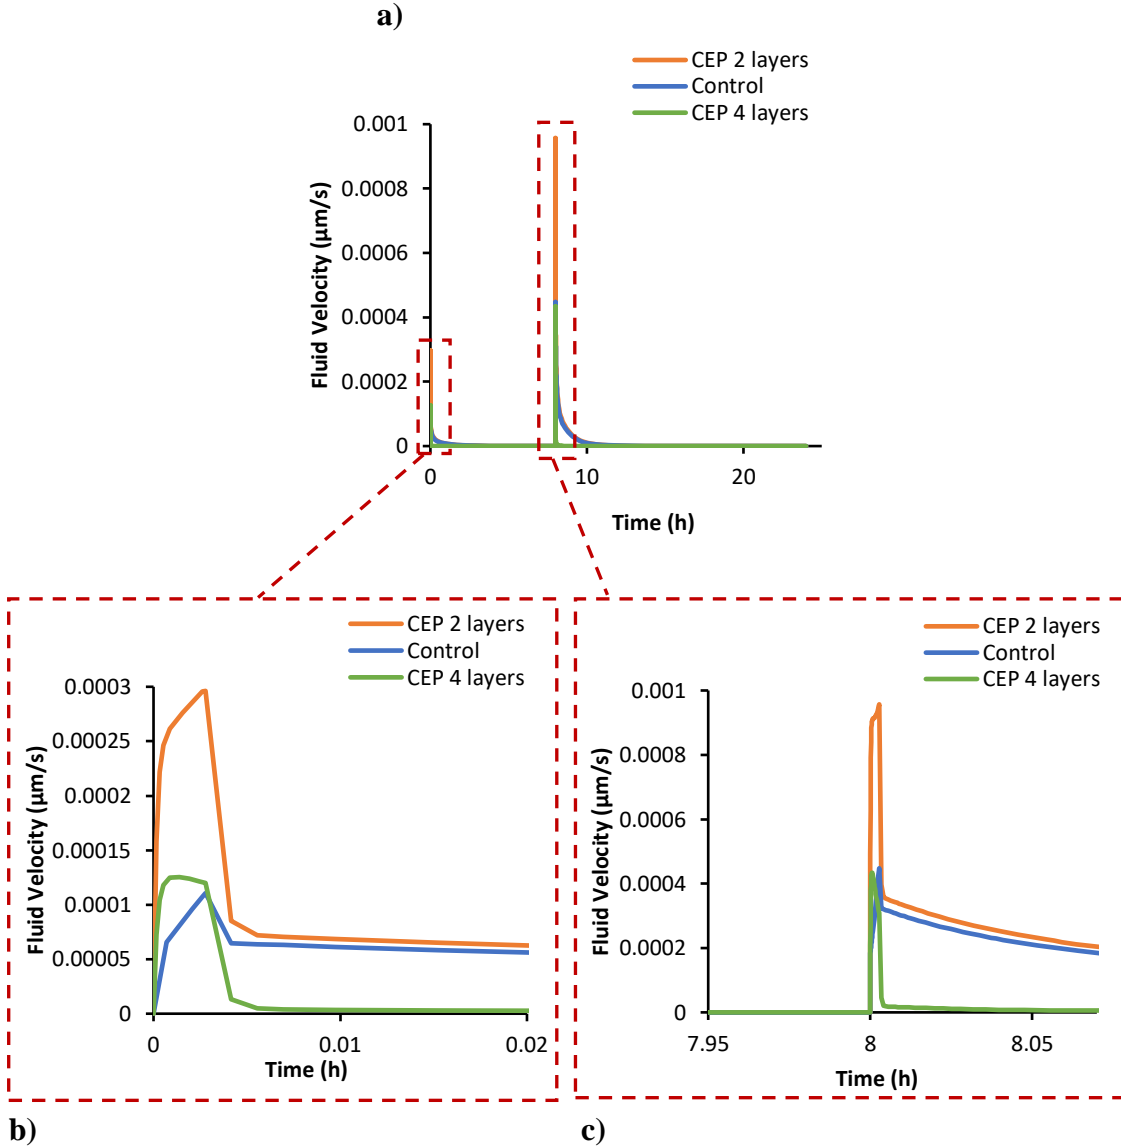 a)
CEP 2 layers
Control
CEP 4 layers
0.001
0.0008
0.0006
0.0004
0.0002
0
Fluid Velocity (µm/s)
0 10 20
Time (h)
CEP 2 layers
Control
CEP 4 layers
0.0003
0.00025
0.0002
0.00015
0.0001
0.00005
0
Fluid Velocity (µm/s)
0 0.01 0.02
Time (h)
b)
CEP 2 layers
Control
CEP 4 layers
0.001
0.0008
0.0006
0.0004
0.0002
0
Fluid Velocity (µm/s)
7.95 8 8.05
Time (h)
c)